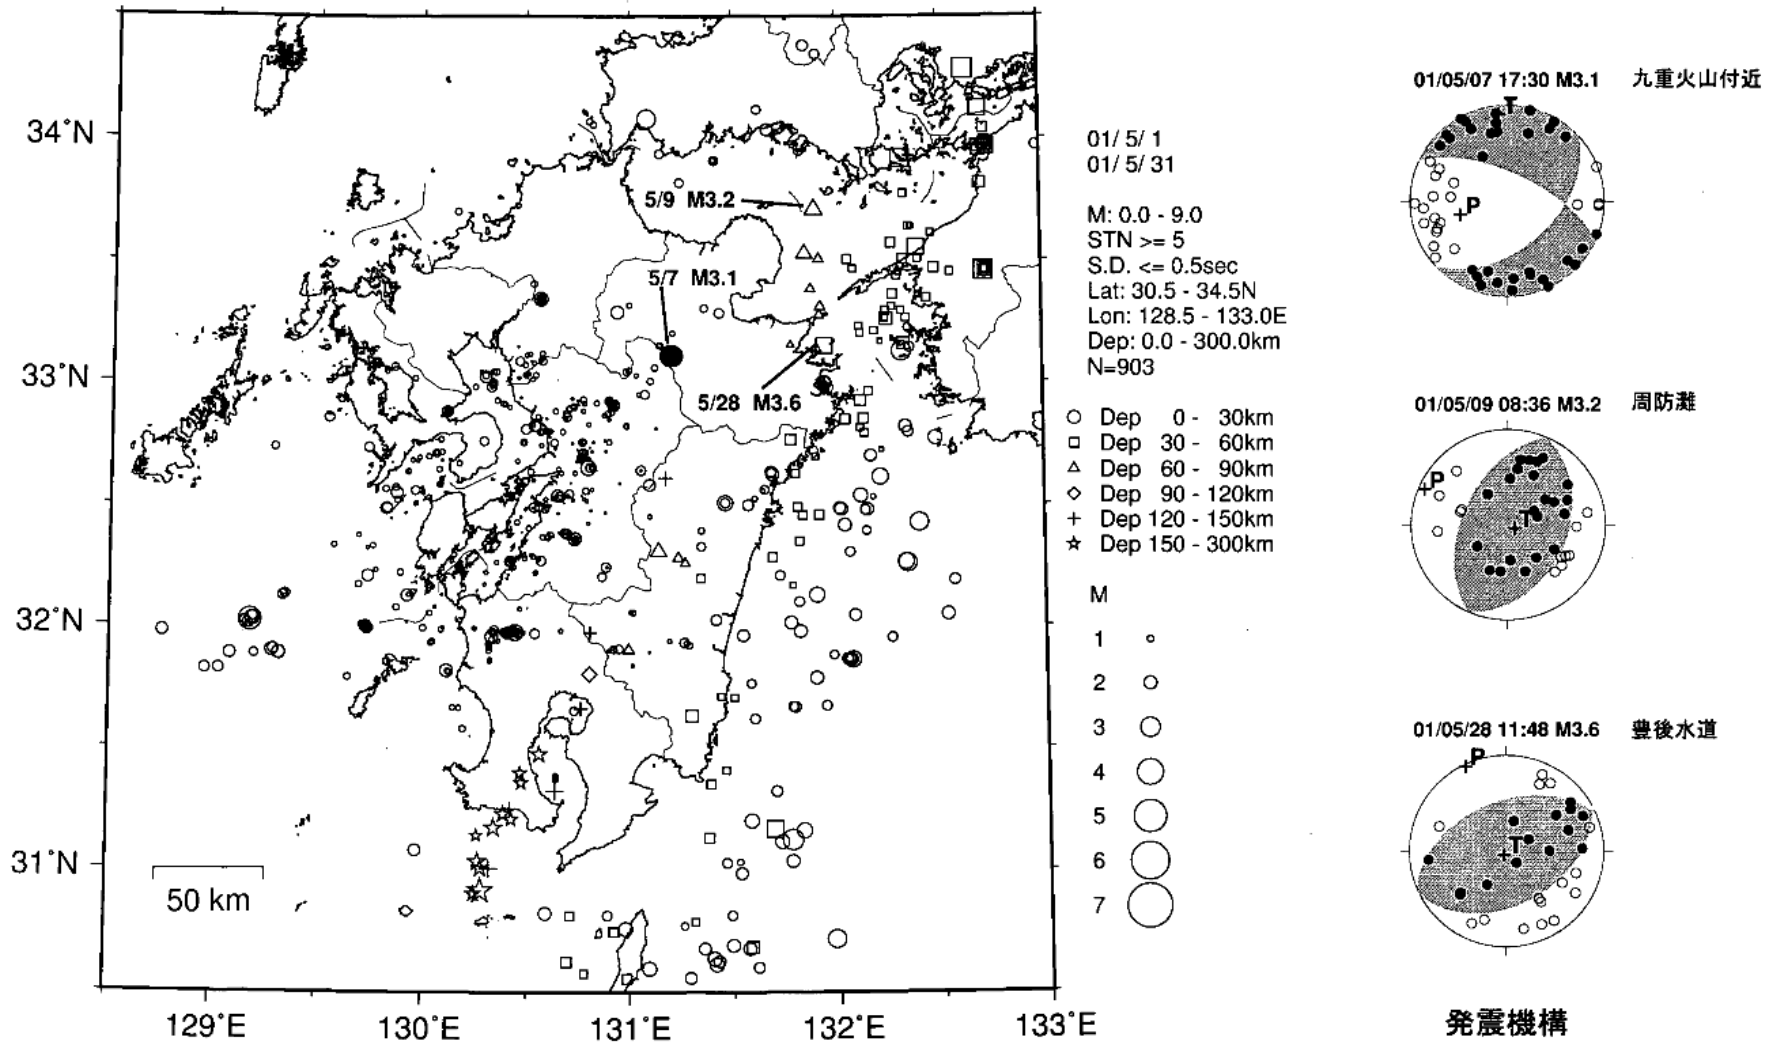 34°N
33°N
32°N
31°N
129°E
130°E
131°E
132°E
133°E
50 km
5/9 M3.2
5/7 M3.1
5/28 M3.6
01/ 5/ 1
01/ 5/31
M: 0.0 - 9.0
STN >= 5
S.D. <= 0.5sec
Lat: 30.5 - 34.5N
Lon: 128.5 - 133.0E
Dep: 0.0 - 300.0km
N=903
Dep 0 - 30km
Dep 30 - 60km
Dep 60 - 90km
Dep 90 - 120km
Dep 120 - 150km
Dep 150 - 300km
M
1
2
3
4
5
6
7
01/05/07 17:30 M3.1 九重火山付近
T
P
01/05/09 08:36 M3.2 周防灘
P
T
01/05/28 11:48 M3.6 豊後水道
P
T
発震機構